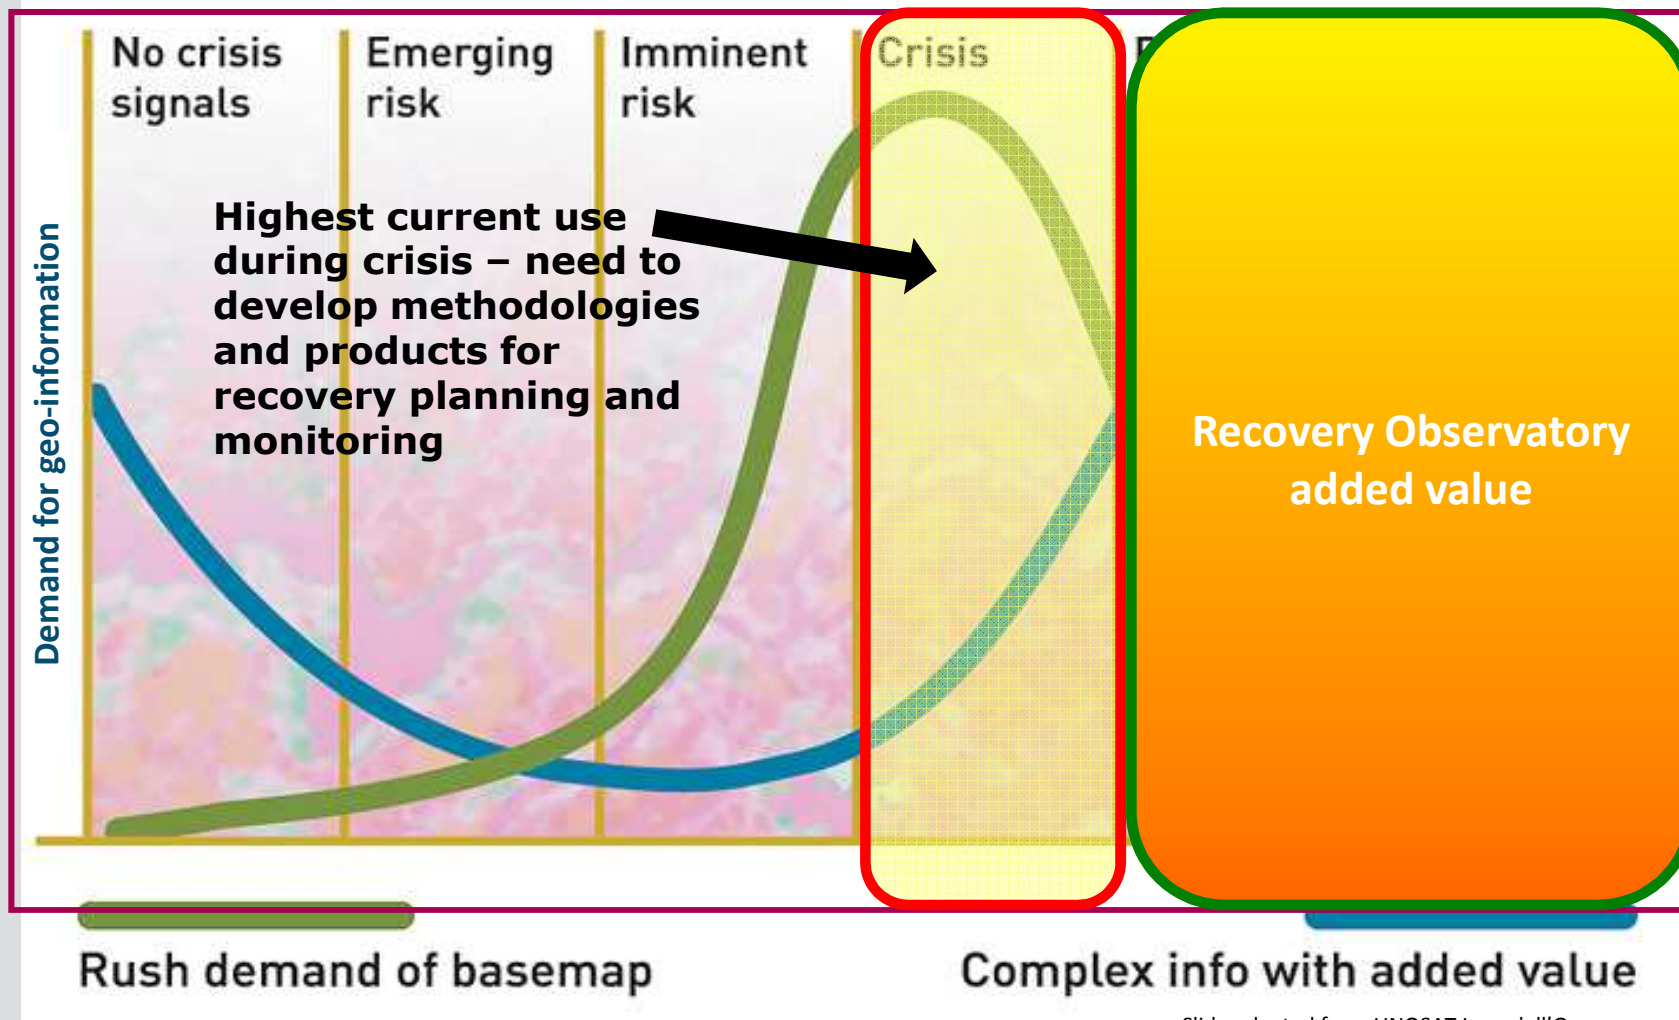 No crisis
signals
Emerging
risk
Imminent
risk
Crisis
Highest current use
during crisis – need to
develop methodologies
and products for
recovery planning and
monitoring
Demand for geo-information
Recovery Observatory
added value
Rush demand of basemap
Complex info with added value